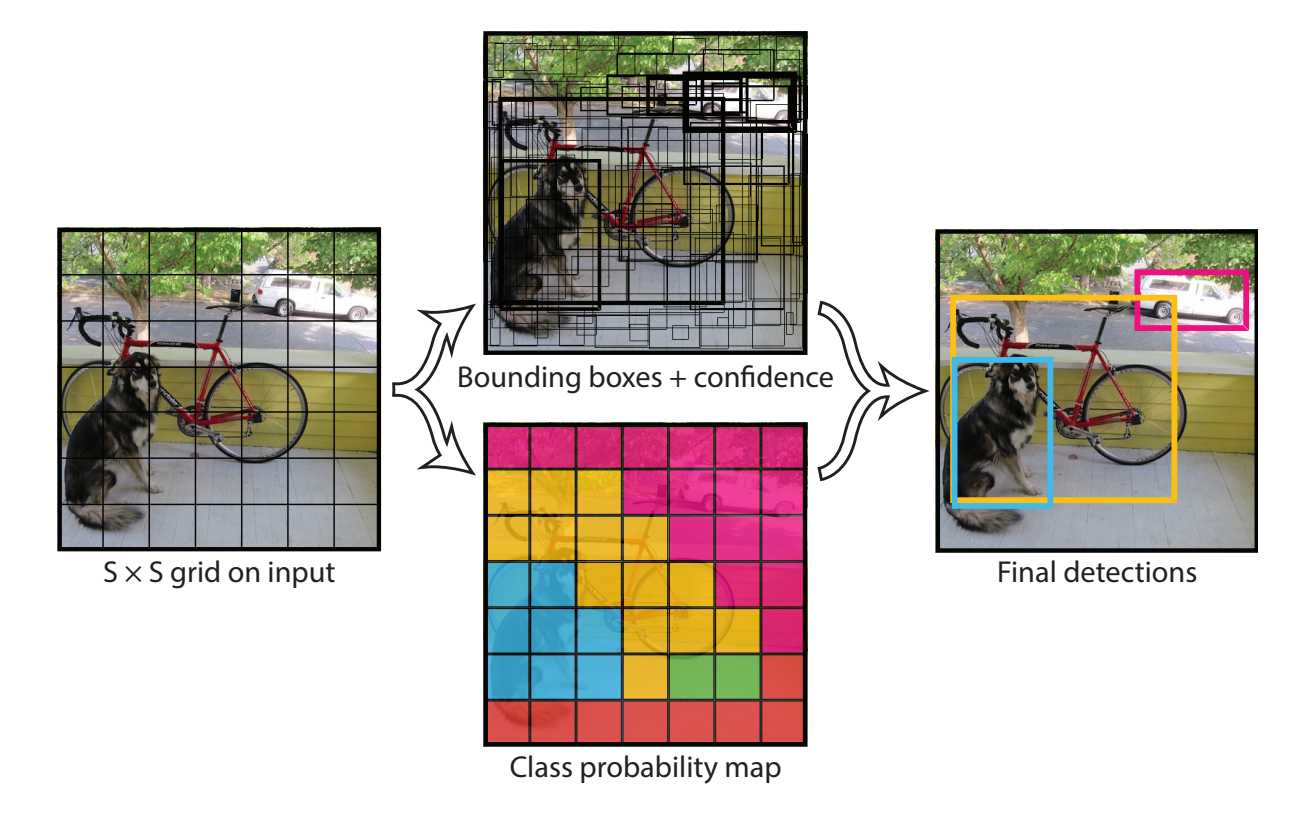 Bounding boxes + confidence
S × S grid on input
Final detections
Class probability map